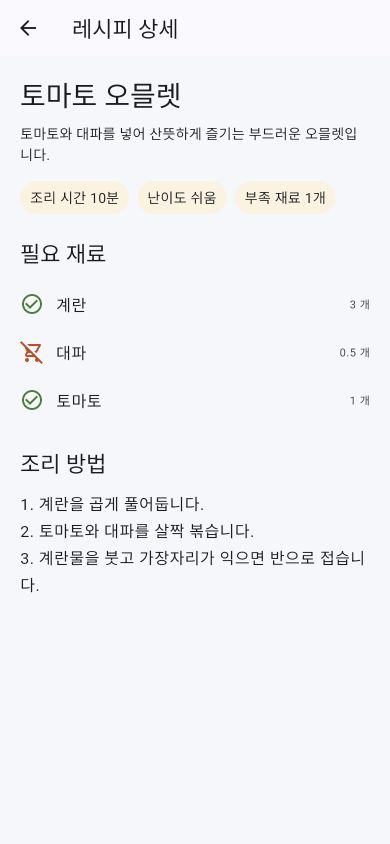 레시피 상세
토마토 오믈렛
토마토와 대파를 넣어 산뜻하게 즐기는 부드러운 오믈렛입
니다.
조리 시간 10분 난이도 쉬움 부족 재료 1개
필요 재료
계란 3 개
대파 0.5 개
토마토 1 개
조리 방법
1. 계란을 곱게 풀어둡니다.
2. 토마토와 대파를 살짝 볶습니다.
3. 계란물을 붓고 가장자리가 익으면 반으로 접습니
다.